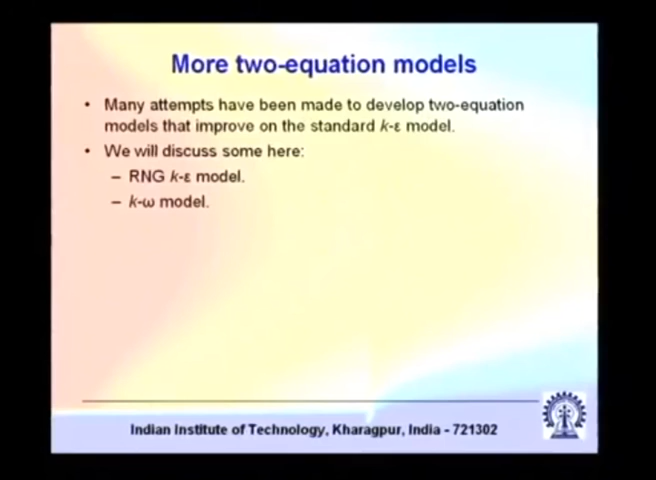 More two-equation models
• Many attempts have been made to develop two-equation
models that improve on the standard k-ε model.
• We will discuss some here:
– RNG k-ε model.
– k-ω model.
Indian Institute of Technology, Kharagpur, India - 721302